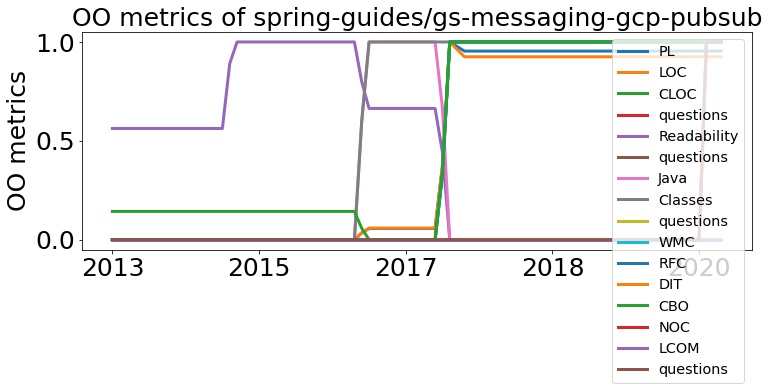 OO metrics of spring-guides/gs-messaging-gcp-pubsub
OO metrics
1.0
0.5
0.0
2013 2015 2017 2018 2020
PL
LOC
CLOC
questions
Readability
questions
Java
Classes
questions
WMC
RFC
DIT
CBO
NOC
LCOM
questions